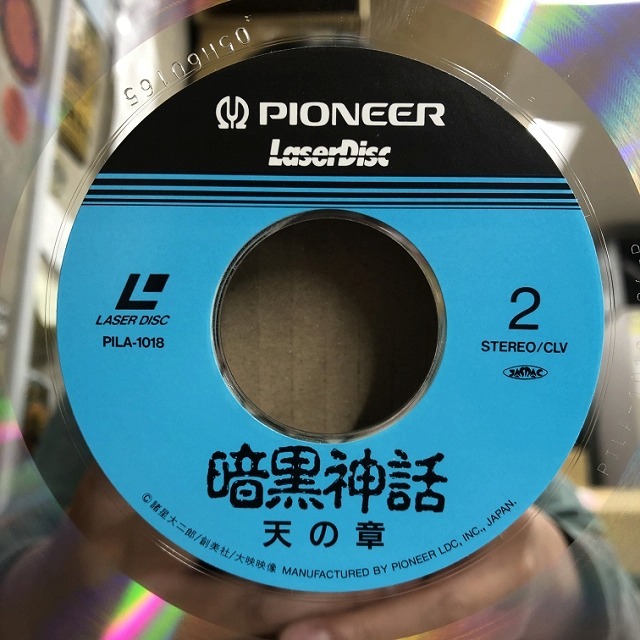 PIONEER
LaserDisc
LASER DISC
PILA-1018
2
STEREO/CLV
JASRAC
暗黒神話
天の章
©諸星大二郎/創美社/大映映像 MANUFACTURED BY PIONEER LDC, INC., JAPAN.